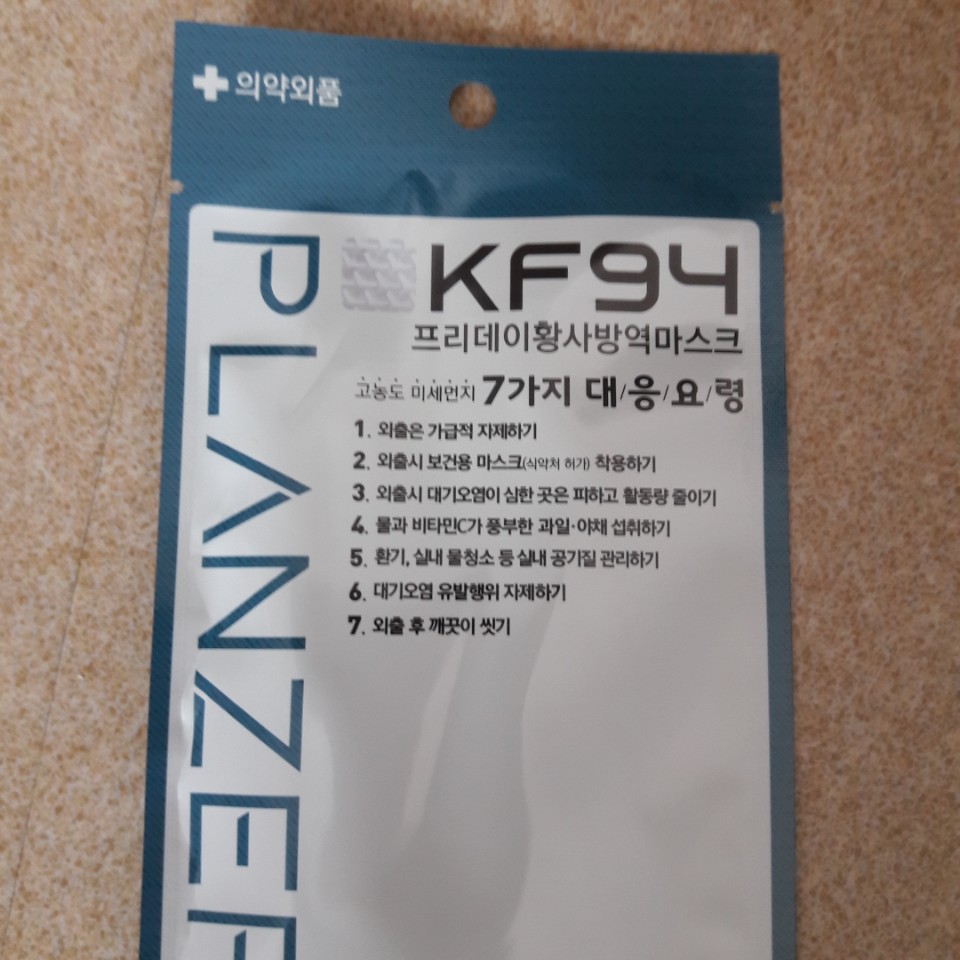 의약외품
PLANZER
KF94
프리데이황사방역마스크
고농도 미세먼지 7가지 대/응/요/령
1. 외출은 가급적 자제하기
2. 외출시 보건용 마스크(식약처 허가) 착용하기
3. 외출시 대기오염이 심한 곳은 피하고 활동량 줄이기
4. 물과 비타민C가 풍부한 과일·야채 섭취하기
5. 환기, 실내 물청소 등 실내 공기질 관리하기
6. 대기오염 유발행위 자제하기
7. 외출 후 깨끗이 씻기